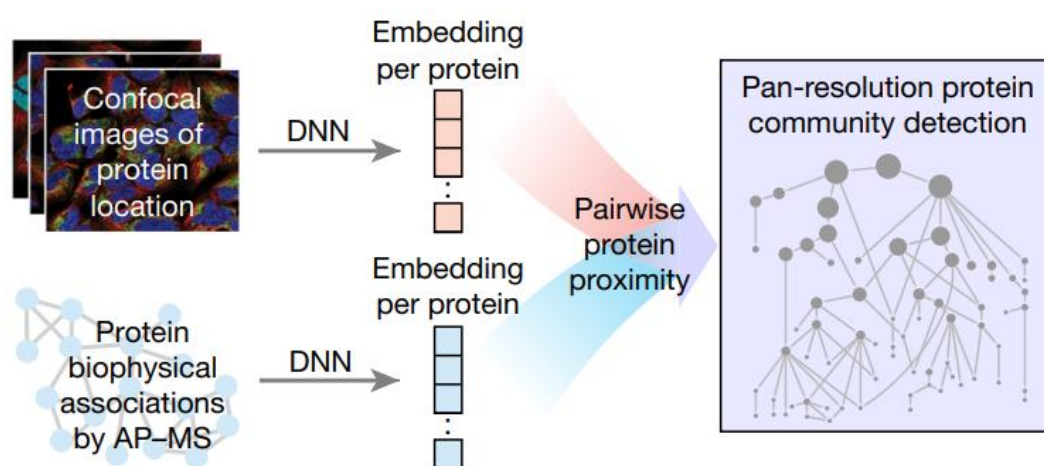 Confocal
images of
protein
location
DNN
Embedding
per protein
Protein
biophysical
associations
by AP–MS
DNN
Embedding
per protein
Pairwise
protein
proximity
Pan-resolution protein
community detection